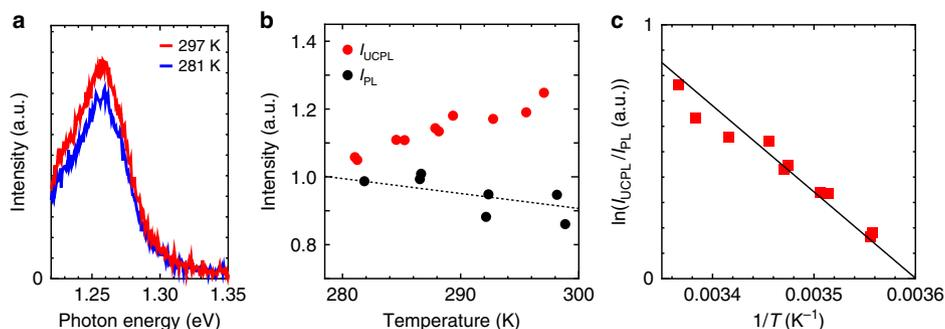 a
Intensity (a.u.)
297 K
281 K
0
1.25
1.30
1.35
Photon energy (eV)
b
Intensity (a.u.)
1.4
1.2
1.0
0.8
I_UCPL
I_PL
280
290
300
Temperature (K)
c
ln(I_UCPL/I_PL (a.u.))
1
0
0.0034
0.0035
0.0036
1/T (K⁻¹)